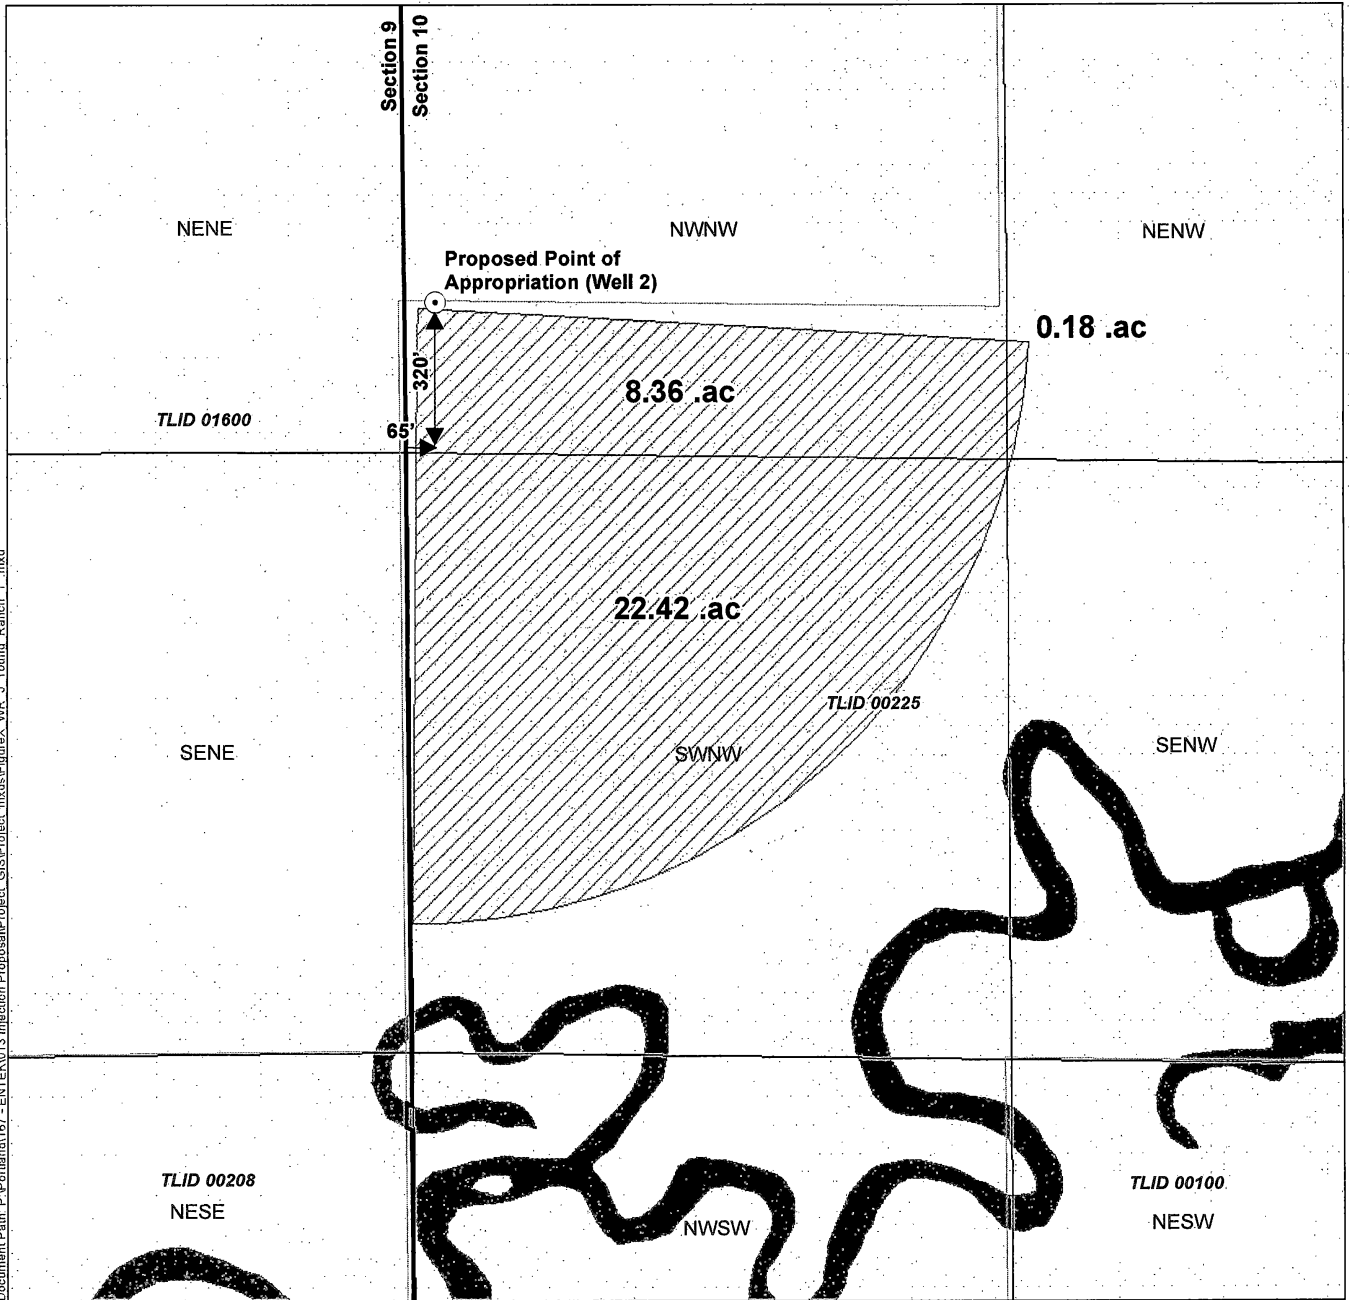 Section 9
Section 10
NENE
NWNW
NENW
Proposed Point of
Appropriation (Well 2)
0.18 .ac
320'
8.36 .ac
TLID 01600
65'
22.42 .ac
TLID 00225
SENE
SWNW
SENW
TLID 00208
NESE
NWSW
TLID 00100
NESW